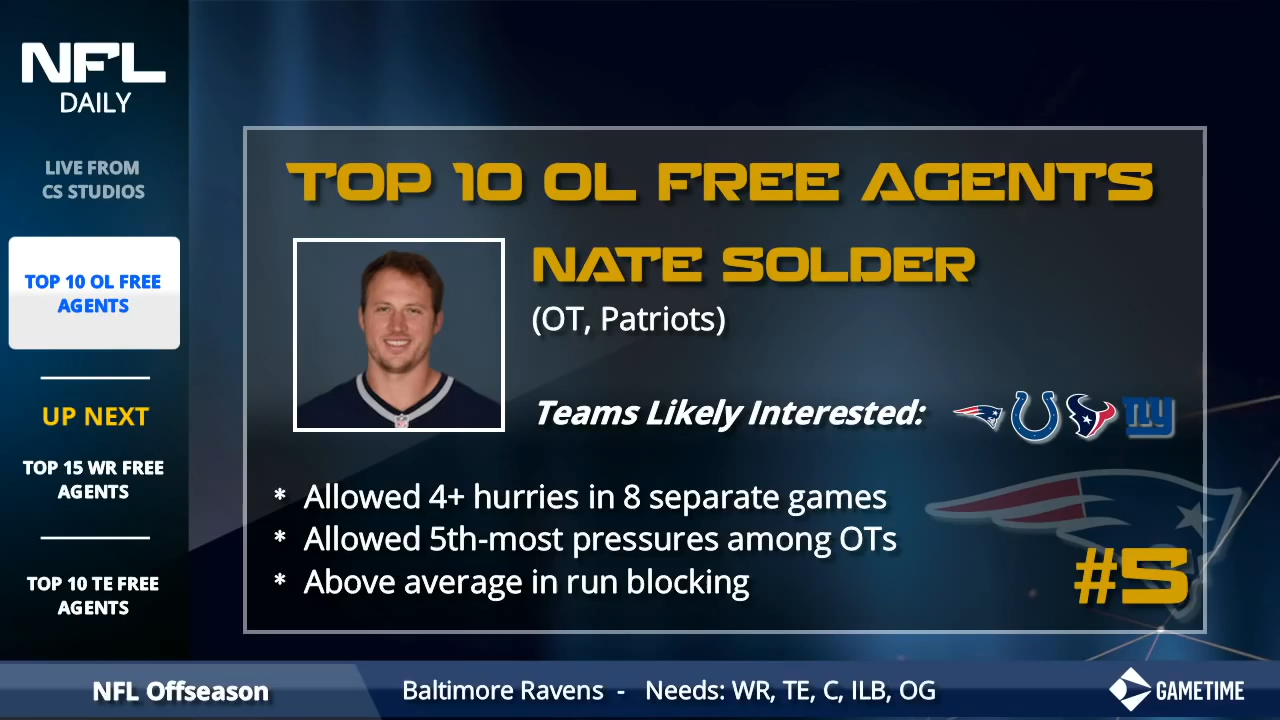 NFL
DAILY
LIVE FROM
CS STUDIOS
TOP 10 OL FREE
AGENTS
UP NEXT
TOP 15 WR FREE
AGENTS
TOP 10 TE FREE
AGENTS
TOP 10 OL FREE AGENTS
NATE SOLDER
(OT, Patriots)
Teams Likely Interested:
ny
* Allowed 4+ hurries in 8 separate games
* Allowed 5th-most pressures among OTs
* Above average in run blocking
#5
NFL Offseason
Baltimore Ravens - Needs: WR, TE, C, ILB, OG
GAMETIME